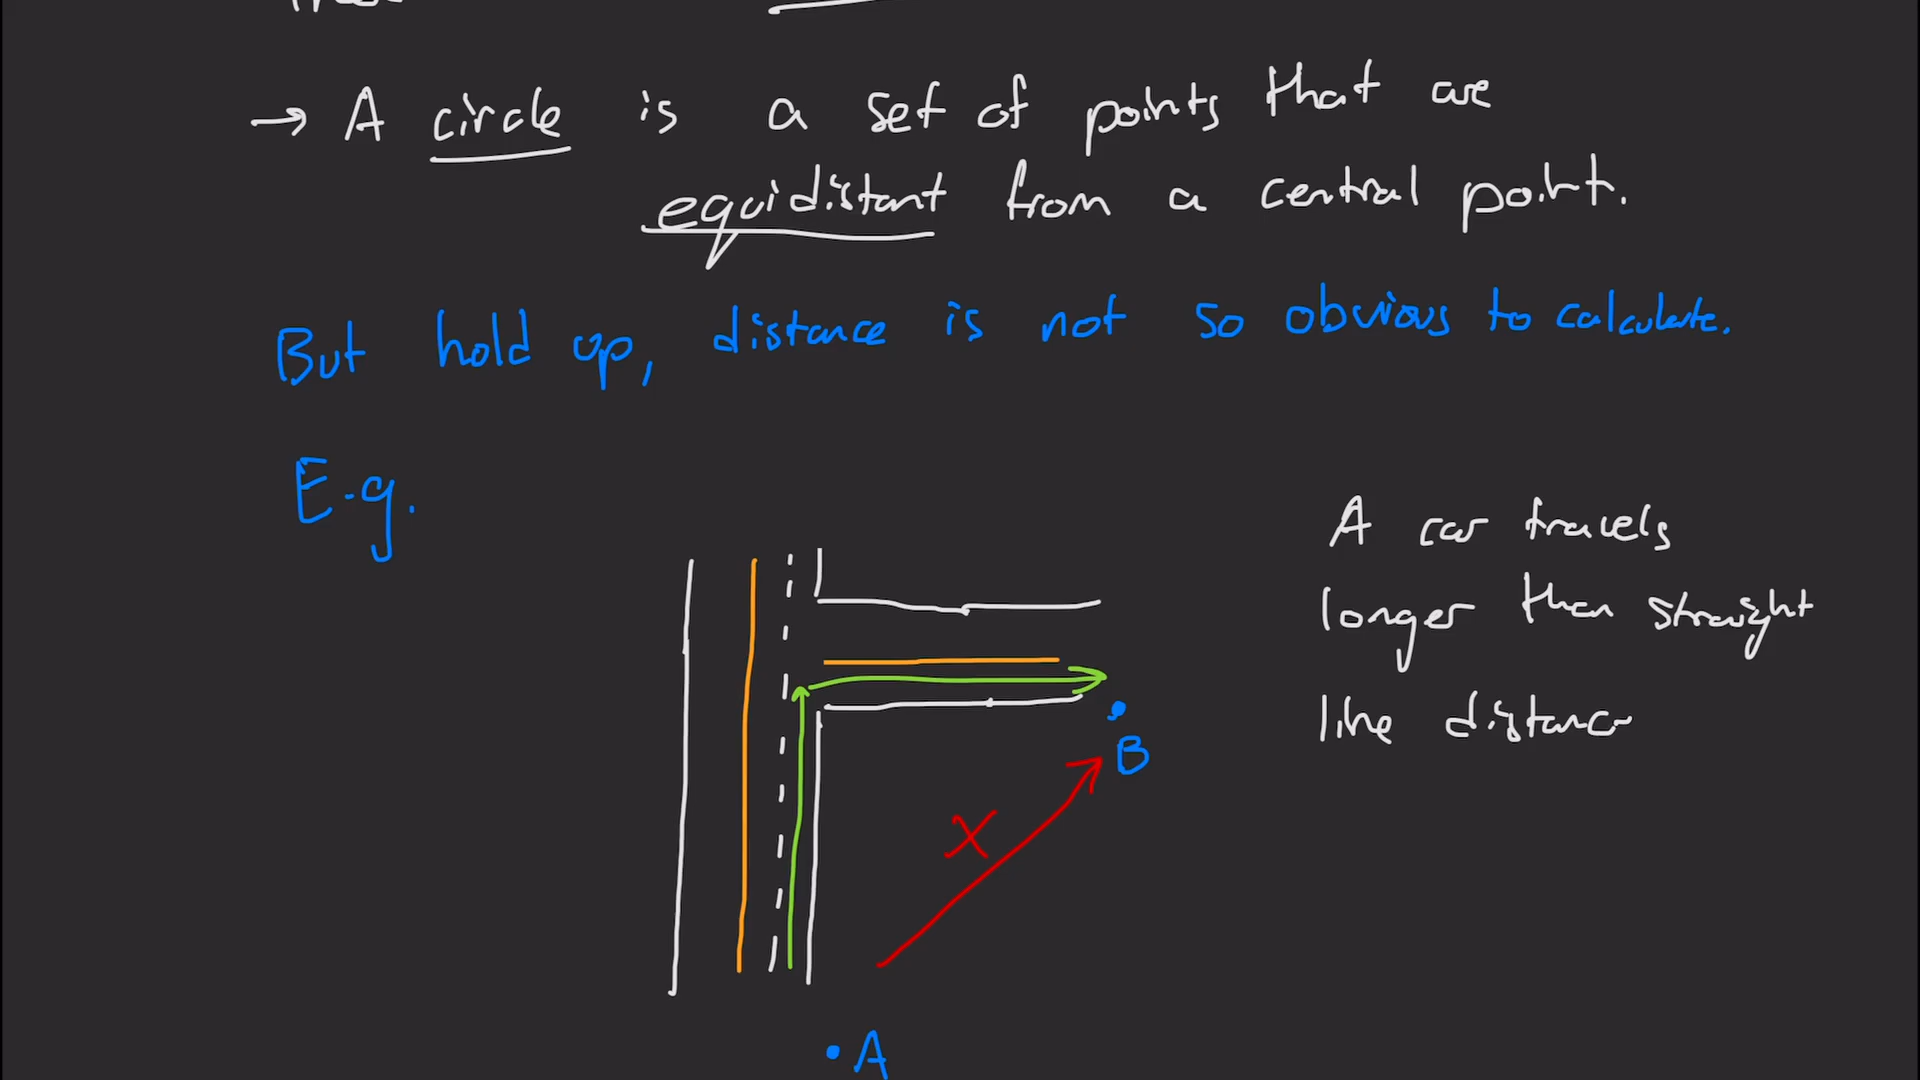 → A circle is a set of points that are
equidistant from a central point.
But hold up, distance is not so obvious to calculate.
E.g.
A car travels
longer than straight
line distance
B
X
A